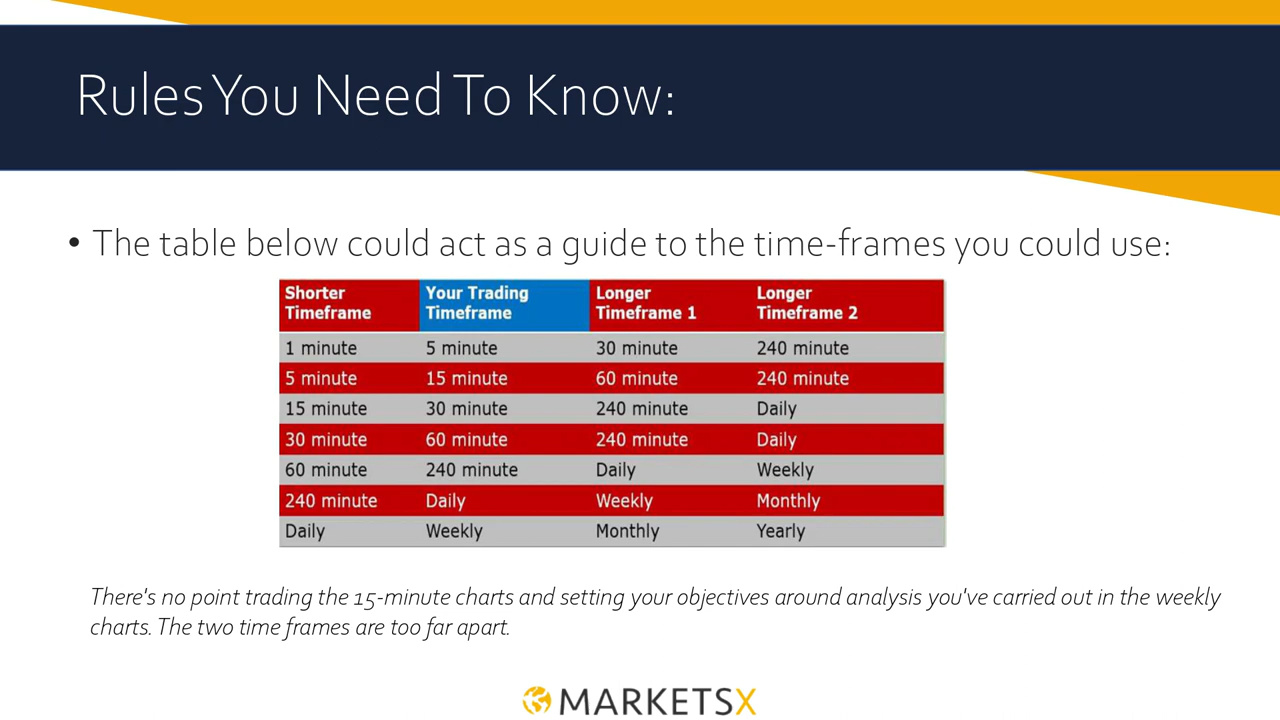 Rules You Need To Know:
• The table below could act as a guide to the time-frames you could use:
Shorter Timeframe Your Trading Timeframe Longer Timeframe 1 Longer Timeframe 2
1 minute 5 minute 30 minute 240 minute
5 minute 15 minute 60 minute 240 minute
15 minute 30 minute 240 minute Daily
30 minute 60 minute 240 minute Daily
60 minute 240 minute Daily Weekly
240 minute Daily Weekly Monthly
Daily Weekly Monthly Yearly
There's no point trading the 15-minute charts and setting your objectives around analysis you've carried out in the weekly
charts. The two time frames are too far apart.
MARKETSX